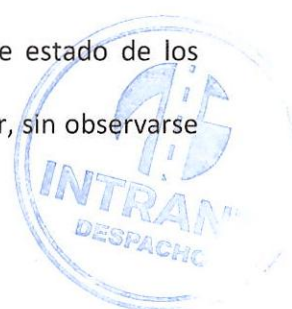 e estado de los
r, sin observarse
INTRAN
DESPACHO